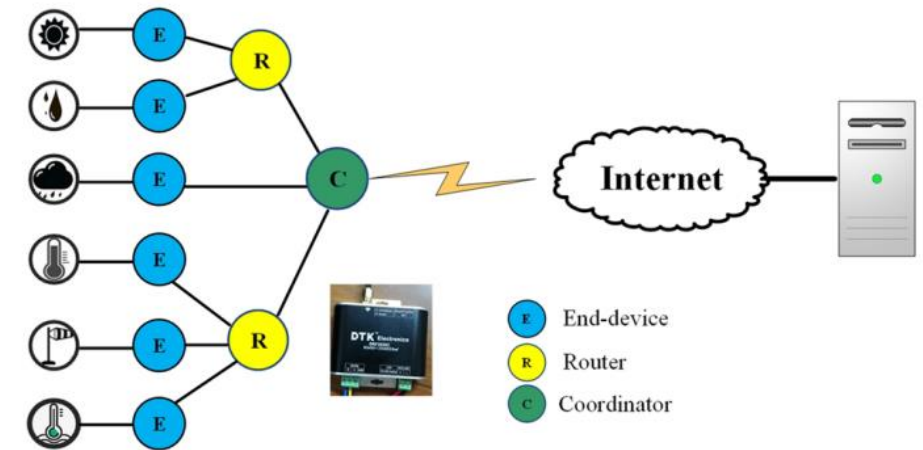 E
R
E
E
C
Internet
E
E
R
E
DTK Electronics
E End-device
R Router
C Coordinator